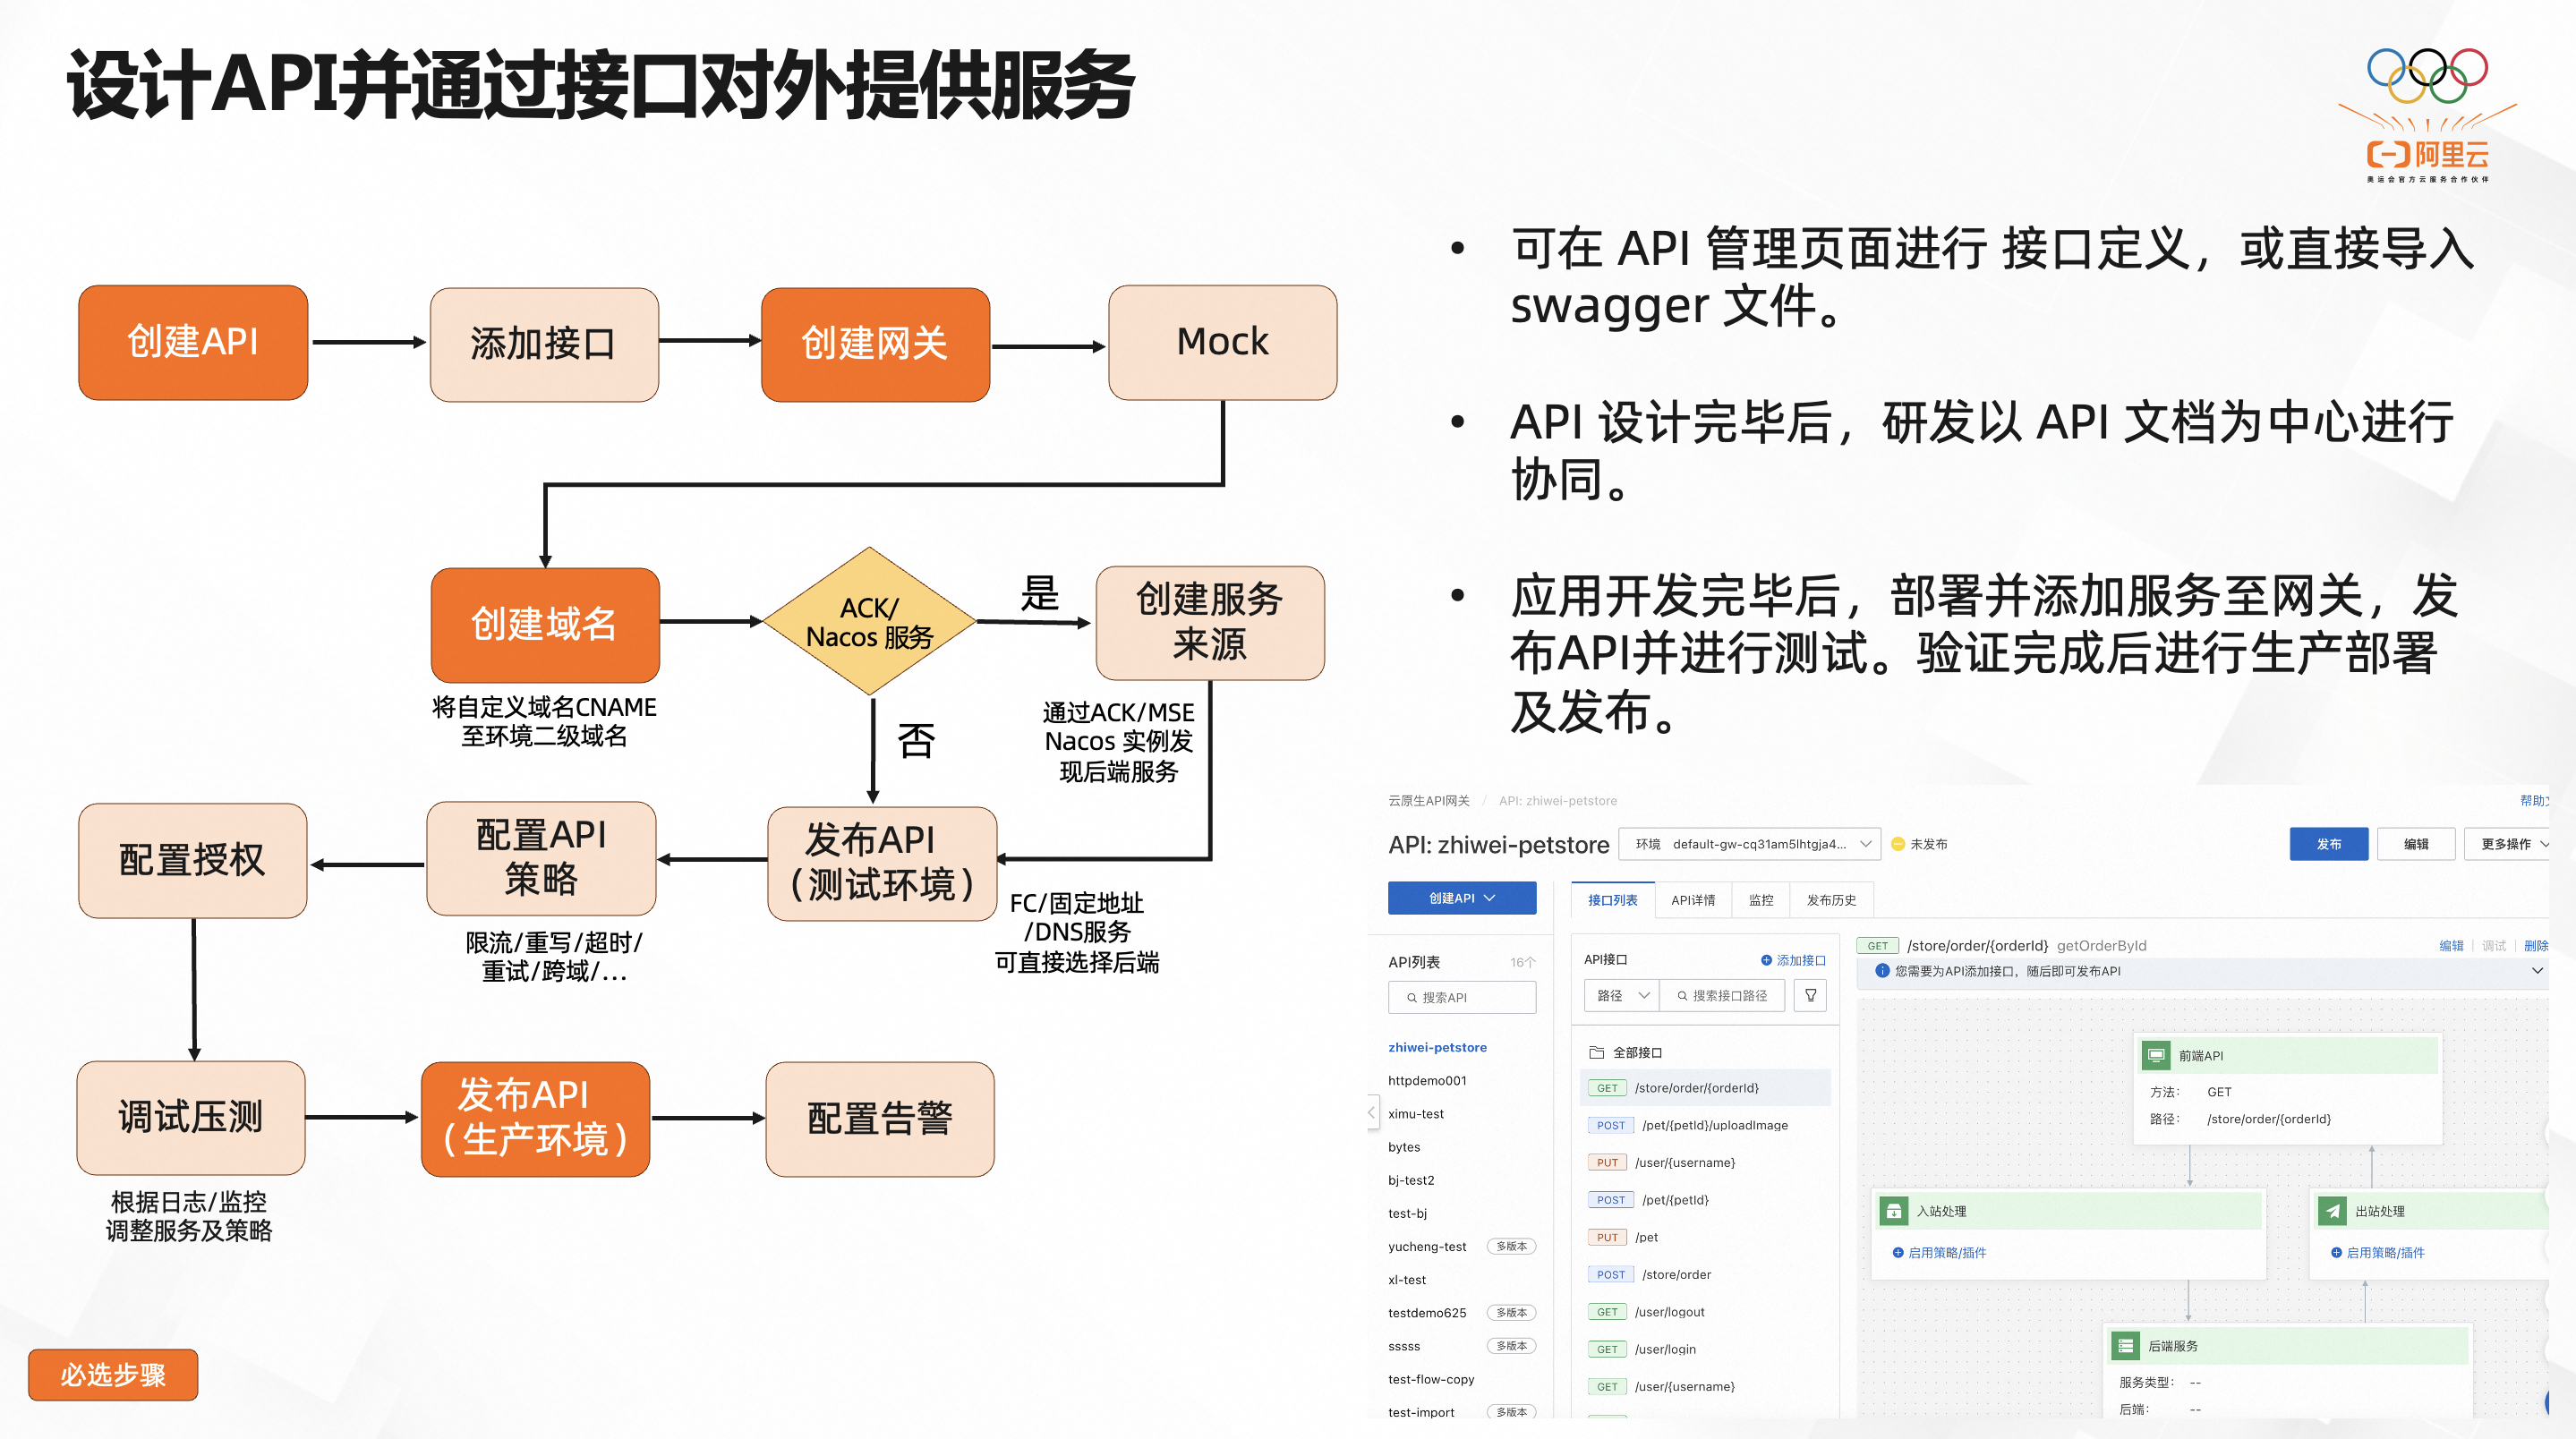 设计API并通过接口对外提供服务
阿里云
奥运会官方云服务合作伙伴
创建API
添加接口
创建网关
Mock
创建域名
将自定义域名CNAME
至环境二级域名
ACK/
Nacos 服务
是
否
创建服务
来源
通过ACK/MSE
Nacos 实例发
现后端服务
配置授权
配置API
策略
限流/重写/超时/
重试/跨域/...
发布API
（测试环境）
FC/固定地址
/DNS服务
可直接选择后端
调试压测
根据日志/监控
调整服务及策略
发布API
（生产环境）
配置告警
必选步骤
• 可在 API 管理页面进行 接口定义，或直接导入
swagger 文件。
• API 设计完毕后，研发以 API 文档为中心进行
协同。
• 应用开发完毕后，部署并添加服务至网关，发
布API并进行测试。验证完成后进行生产部署
及发布。
云原生API网关 / API: zhiwei-petstore
帮助
API: zhiwei-petstore
环境 default-gw-cq31am5lhtgja4...
未发布
发布
编辑
更多操作
创建API
接口列表
API详情
监控
发布历史
API列表 16个
搜索API
zhiwei-petstore
httpdemo001
ximu-test
bytes
bj-test2
test-bj
yucheng-test 多版本
xl-test
testdemo625 多版本
sssss 多版本
test-flow-copy
test-import 多版本
API接口
添加接口
路径
搜索接口路径
全部接口
GET /store/order/{orderId}
POST /pet/{petId}/uploadImage
PUT /user/{username}
POST /pet/{petId}
PUT /pet
POST /store/order
GET /user/logout
GET /user/login
GET /user/{username}
GET /store/order/{orderId} getOrderById
编辑 调试 删除
您需要为API添加接口，随后即可发布API
前端API
方法： GET
路径： /store/order/{orderId}
入站处理
启用策略/插件
出站处理
启用策略/插件
后端服务
服务类型： --
后端： --